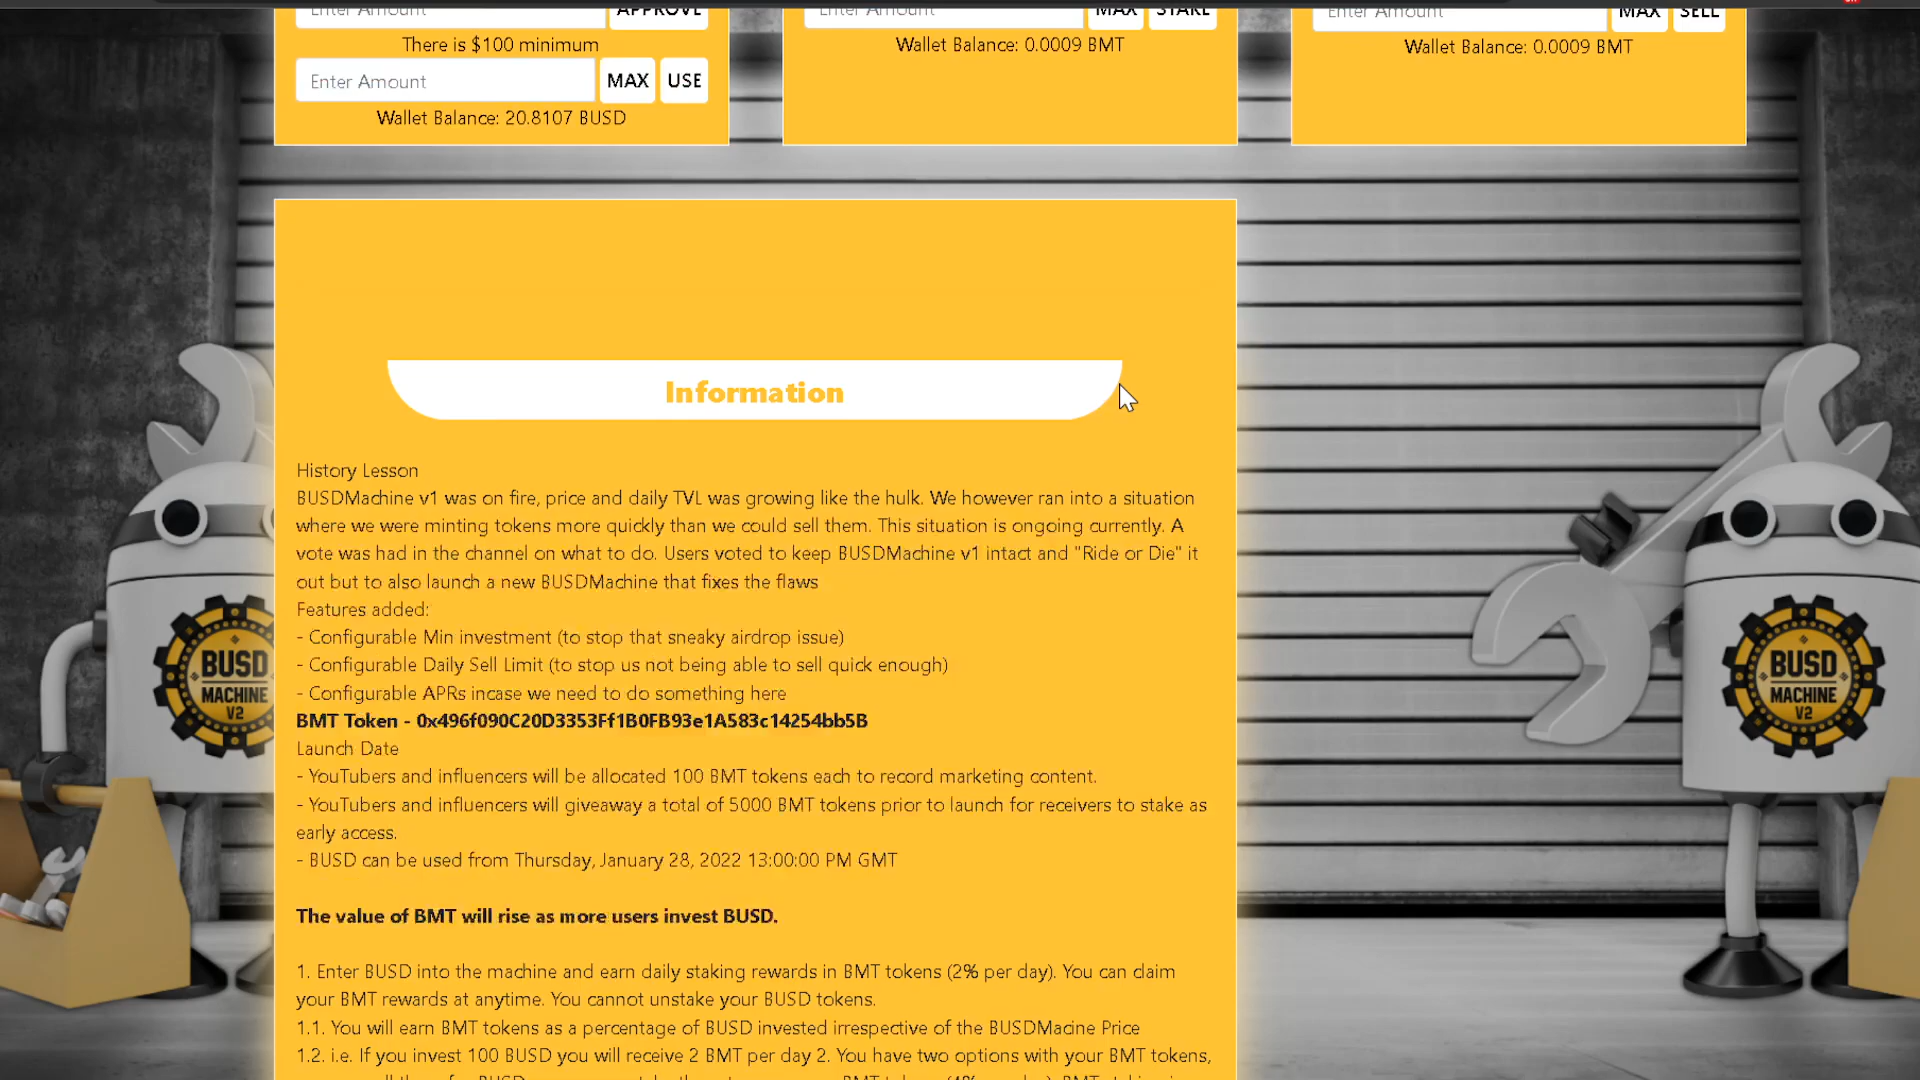 Enter Amount
APPROVE
There is $100 minimum
Enter Amount
MAX
USE
Wallet Balance: 20.8107 BUSD
Enter Amount
MAX
STAKE
Wallet Balance: 0.0009 BMT
Enter Amount
MAX
SELL
Wallet Balance: 0.0009 BMT
Information
History Lesson
BUSDMachine v1 was on fire, price and daily TVL was growing like the hulk. We however ran into a situation
where we were minting tokens more quickly than we could sell them. This situation is ongoing currently. A
vote was had in the channel on what to do. Users voted to keep BUSDMachine v1 intact and "Ride or Die" it
out but to also launch a new BUSDMachine that fixes the flaws
Features added:
- Configurable Min investment (to stop that sneaky airdrop issue)
- Configurable Daily Sell Limit (to stop us not being able to sell quick enough)
- Configurable APRs incase we need to do something here
BMT Token - 0x496f090C20D3353Ff1B0FB93e1A583c14254bb5B
Launch Date
- YouTubers and influencers will be allocated 100 BMT tokens each to record marketing content.
- YouTubers and influencers will giveaway a total of 5000 BMT tokens prior to launch for receivers to stake as
early access.
- BUSD can be used from Thursday, January 28, 2022 13:00:00 PM GMT
The value of BMT will rise as more users invest BUSD.
1. Enter BUSD into the machine and earn daily staking rewards in BMT tokens (2% per day). You can claim
your BMT rewards at anytime. You cannot unstake your BUSD tokens.
1.1. You will earn BMT tokens as a percentage of BUSD invested irrespective of the BUSDMacine Price
1.2. i.e. If you invest 100 BUSD you will receive 2 BMT per day 2. You have two options with your BMT tokens,
BUSD
MACHINE
V2
BUSD
MACHINE
V2